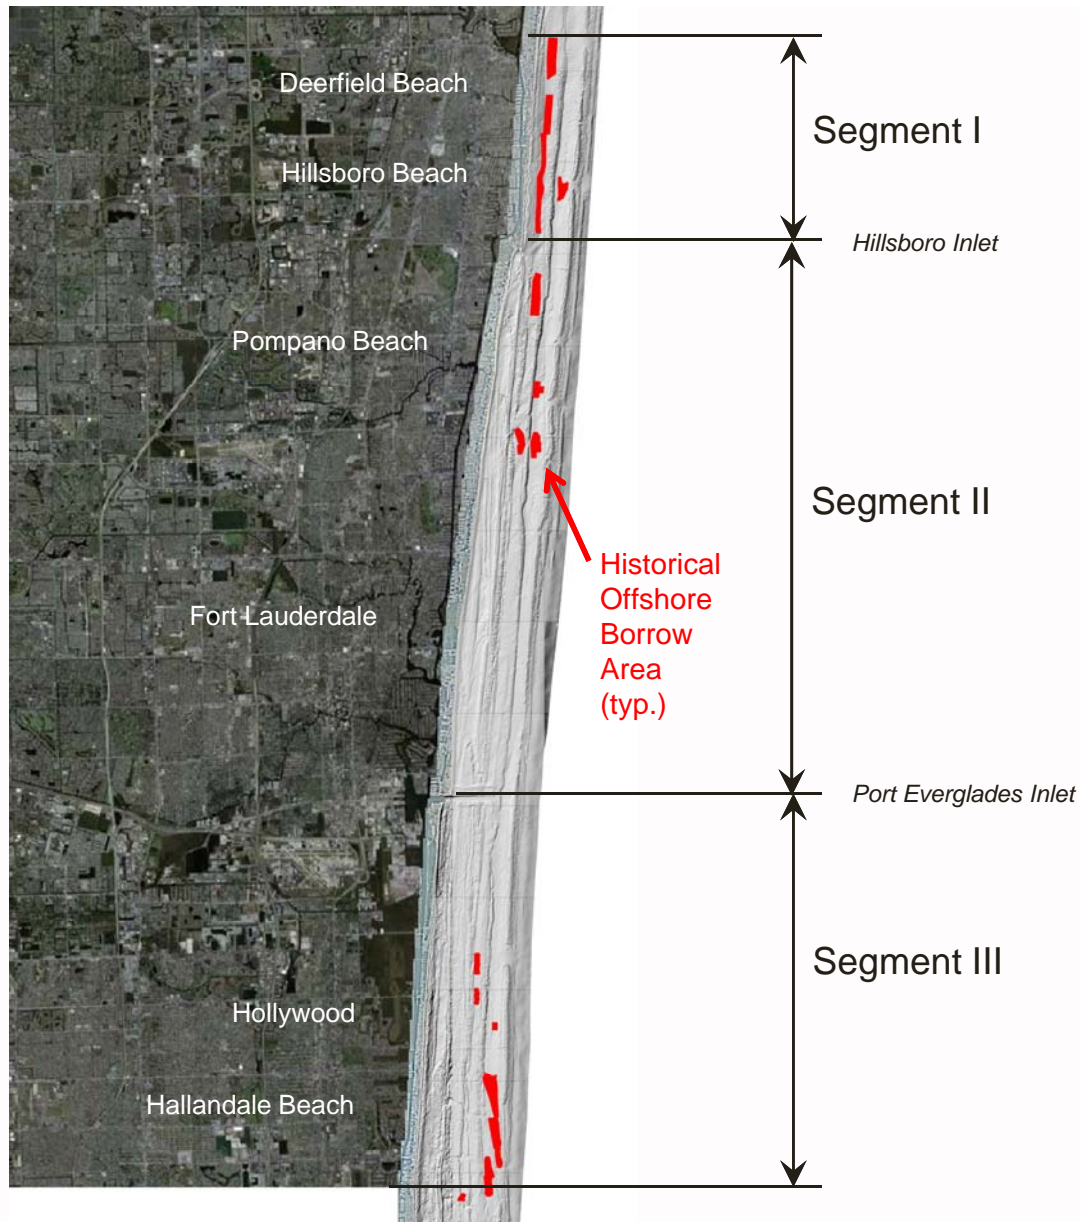 Deerfield Beach
Segment I
Hillsboro Beach
Hillsboro Inlet
Pompano Beach
Segment II
Historical
Offshore
Borrow
Area
(typ.)
Fort Lauderdale
Port Everglades Inlet
Segment III
Hollywood
Hallandale Beach